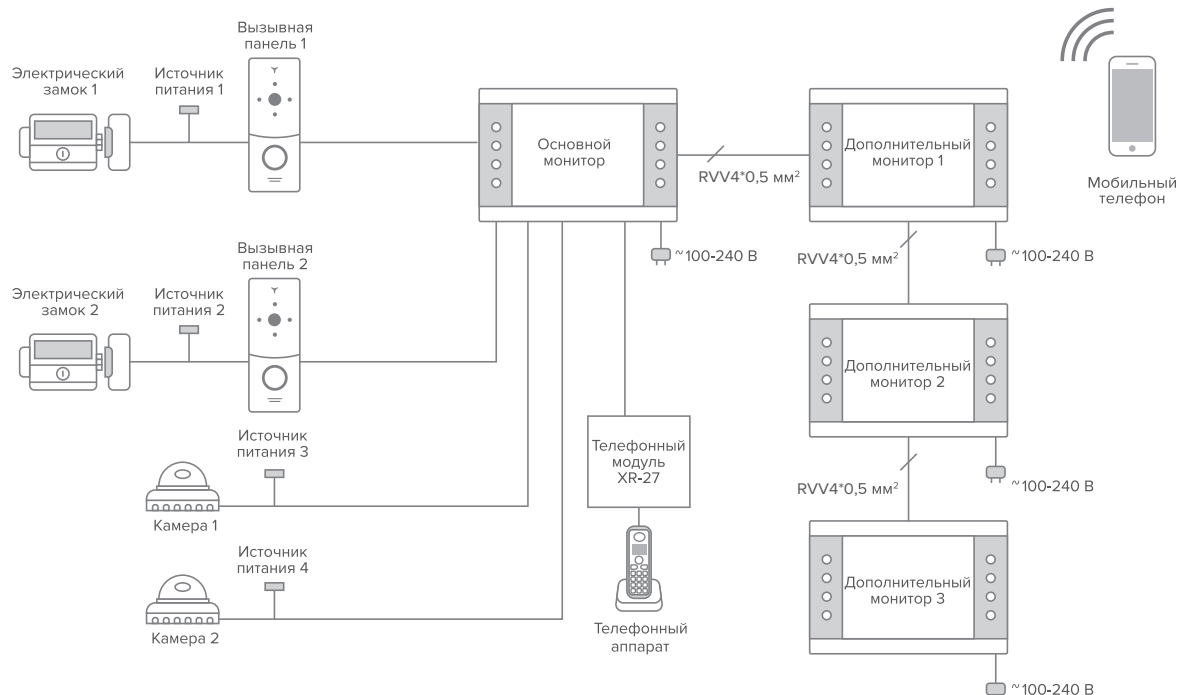 Вызывная
панель 1
Электрический
замок 1
Источник
питания 1
Основной
монитор
RVV4*0,5 мм²
Дополнительный
монитор 1
Мобильный
телефон
~100-240 В
RVV4*0,5 мм²
~100-240 В
Вызывная
панель 2
Электрический
замок 2
Источник
питания 2
Дополнительный
монитор 2
Источник
питания 3
Камера 1
Телефонный
модуль
XR-27
RVV4*0,5 мм²
~100-240 В
Источник
питания 4
Камера 2
Телефонный
аппарат
Дополнительный
монитор 3
~100-240 В